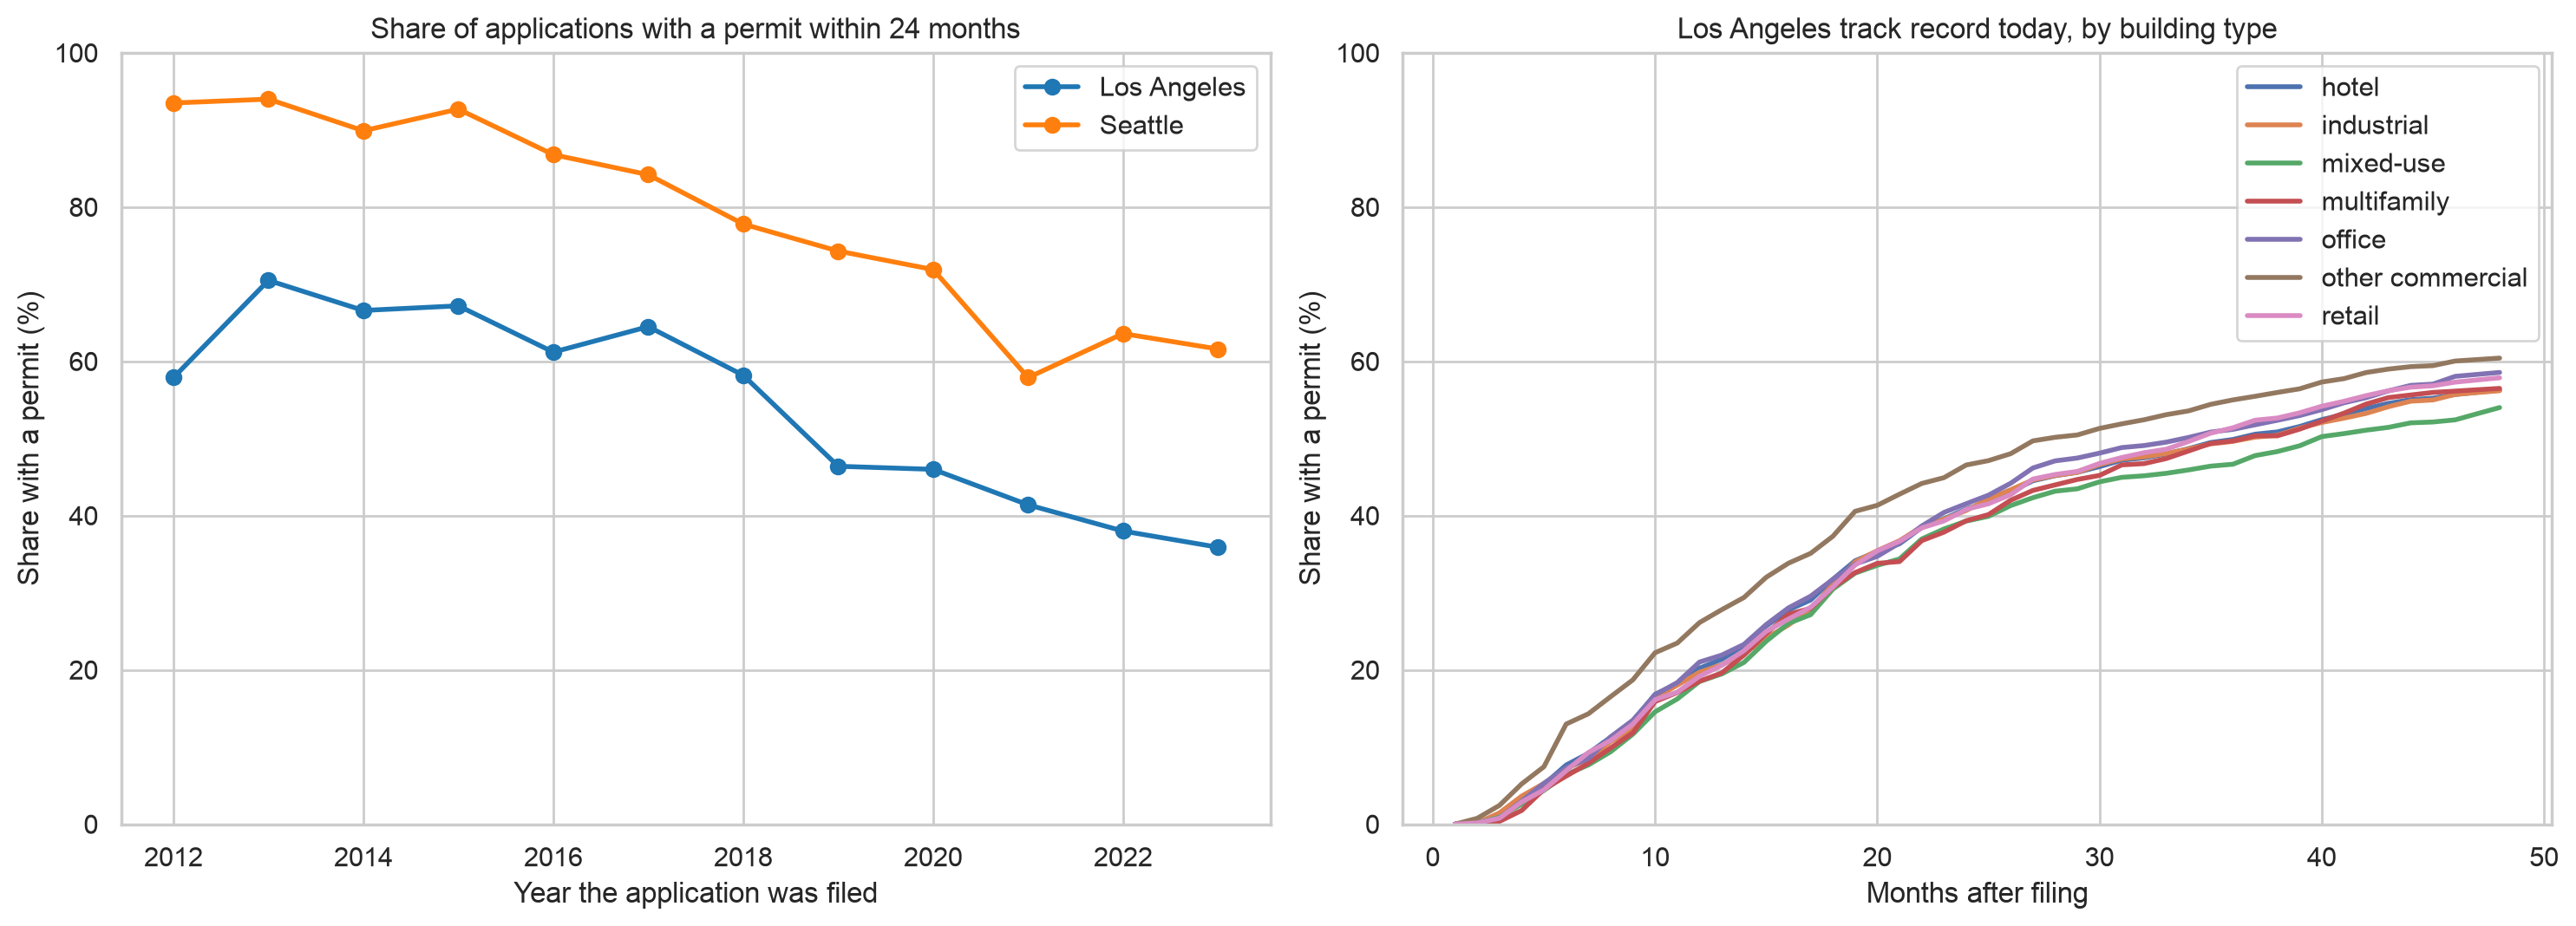 Share of applications with a permit within 24 months
Share with a permit (%)
100
80
60
40
20
0
Los Angeles
Seattle
2012 2014 2016 2018 2020 2022
Year the application was filed
Los Angeles track record today, by building type
Share with a permit (%)
100
80
60
40
20
0
hotel
industrial
mixed-use
multifamily
office
other commercial
retail
0 10 20 30 40 50
Months after filing